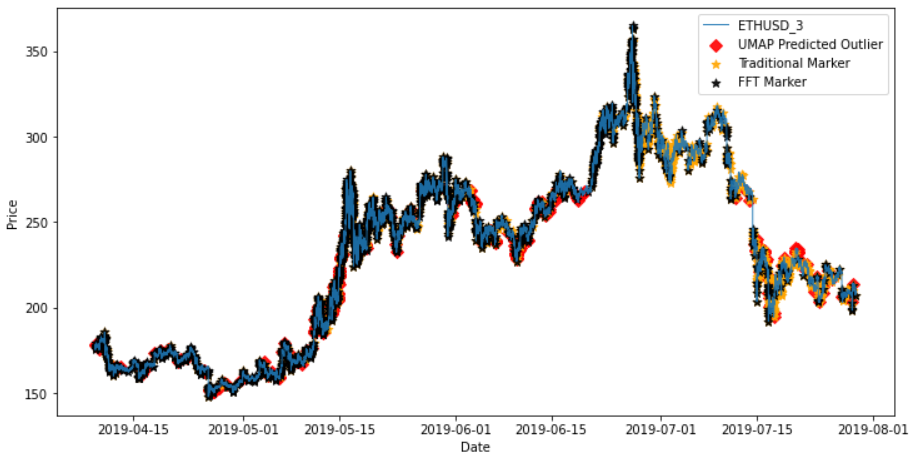 ETHUSD_3
UMAP Predicted Outlier
Traditional Marker
FFT Marker
350
300
250
200
150
Price
2019-04-15
2019-05-01
2019-05-15
2019-06-01
2019-06-15
2019-07-01
2019-07-15
2019-08-01
Date